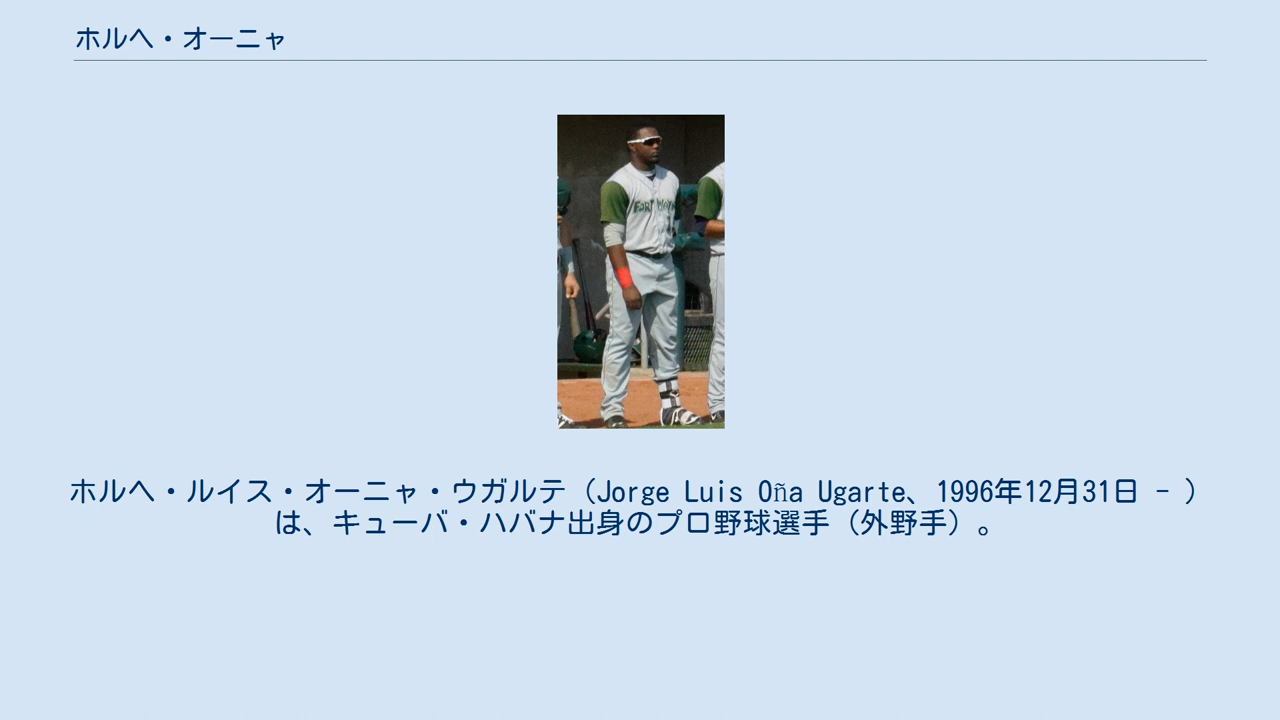 ホルヘ・オーニャ
FORT WAYNE
ホルヘ・ルイス・オーニャ・ウガルテ（Jorge Luis Oña Ugarte、1996年12月31日 - ）
は、キューバ・ハバナ出身のプロ野球選手（外野手）。